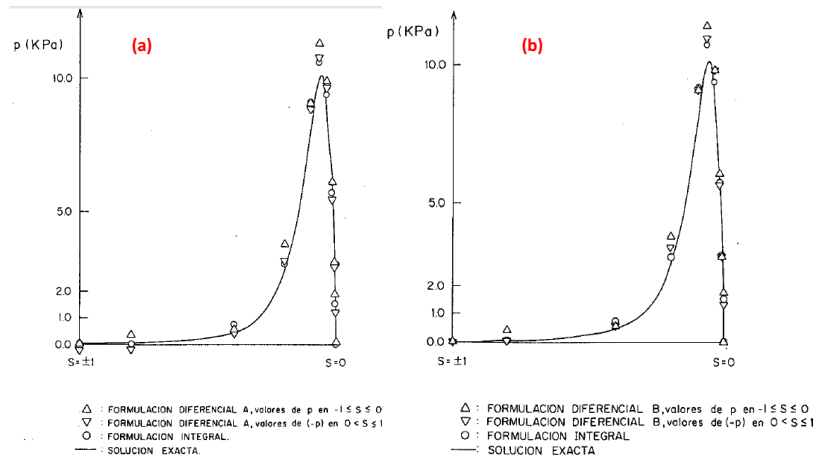 p (KPa)
(a)
10.0
5.0
2.0
1.0
0.0
S=±1
S=0
△ : FORMULACION DIFERENCIAL A, valores de p en -1≤S≤0
▽ : FORMULACION DIFERENCIAL A, valores de (-p) en 0<S≤1
○ : FORMULACION INTEGRAL.
— : SOLUCION EXACTA.
p (KPa)
(b)
10.0
5.0
2.0
1.0
0.0
S=±1
S=0
△ : FORMULACION DIFERENCIAL B, valores de p en -1≤S≤0
▽ : FORMULACION DIFERENCIAL B, valores de (-p) en 0<S≤1
○ : FORMULACION INTEGRAL
— : SOLUCION EXACTA